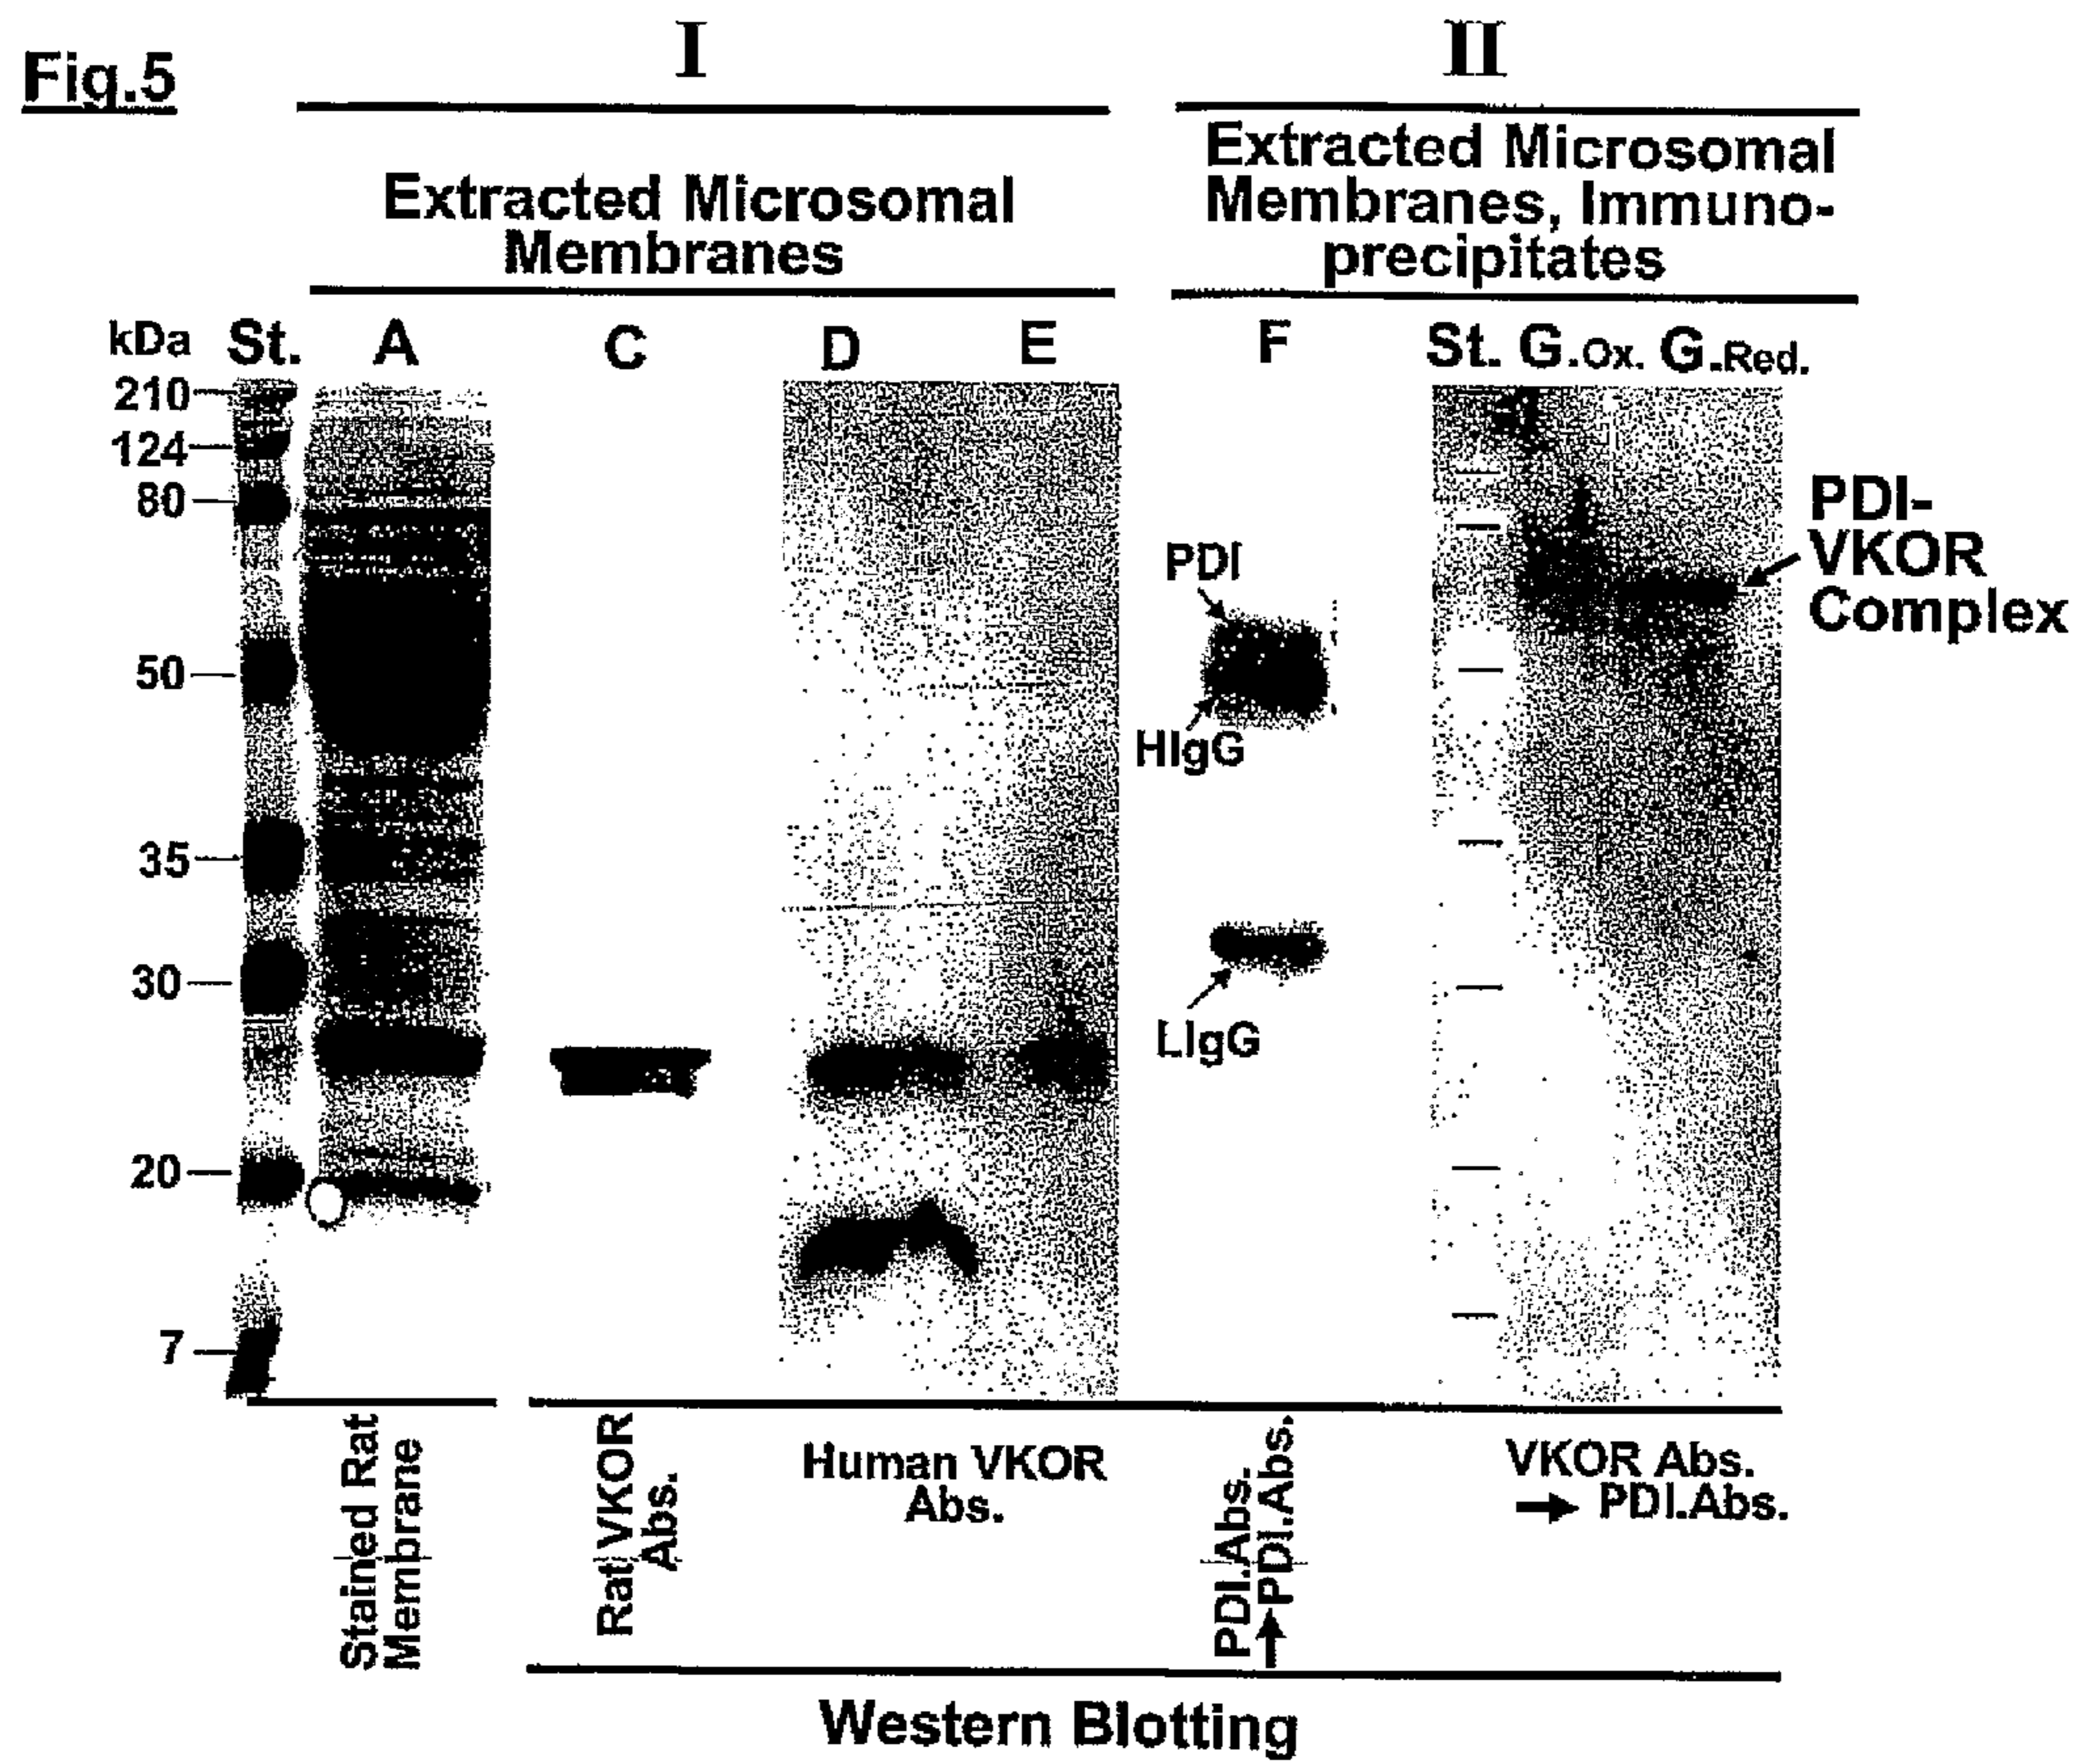 Fig.5
I
II
Extracted Microsomal
Membranes
Extracted Microsomal
Membranes, Immuno-
precipitates
kDa St. A C D E F St. G.Ox. G.Red.
210
124
80
50
35
30
20
7
PDI
HIgG
LIgG
PDI-
VKOR
Complex
Stained Rat
Membrane
Rat VKOR
Abs.
Human VKOR
Abs.
PDI.Abs.
→PDI.Abs.
VKOR Abs.
→ PDI.Abs.
Western Blotting